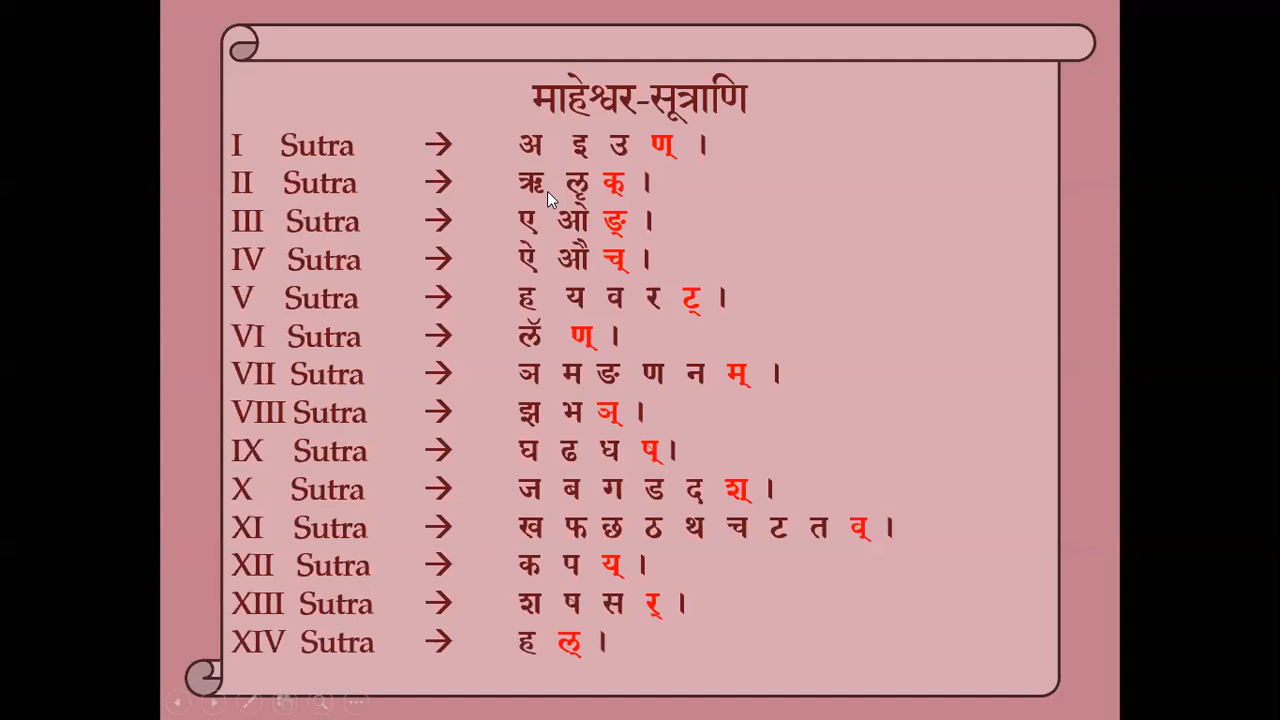 माहेश्वर-सूत्राणि
I Sutra → अ इ उ ण् ।
II Sutra → ऋ ऌ क् ।
III Sutra → ए ओ ङ् ।
IV Sutra → ऐ औ च् ।
V Sutra → ह य व र ट् ।
VI Sutra → लँ ण् ।
VII Sutra → ञ म ङ ण न म् ।
VIII Sutra → झ भ ञ् ।
IX Sutra → घ ढ ध ष् ।
X Sutra → ज ब ग ड द श् ।
XI Sutra → ख फ छ ठ थ च ट त व् ।
XII Sutra → क प य् ।
XIII Sutra → श ष स र् ।
XIV Sutra → ह ल् ।